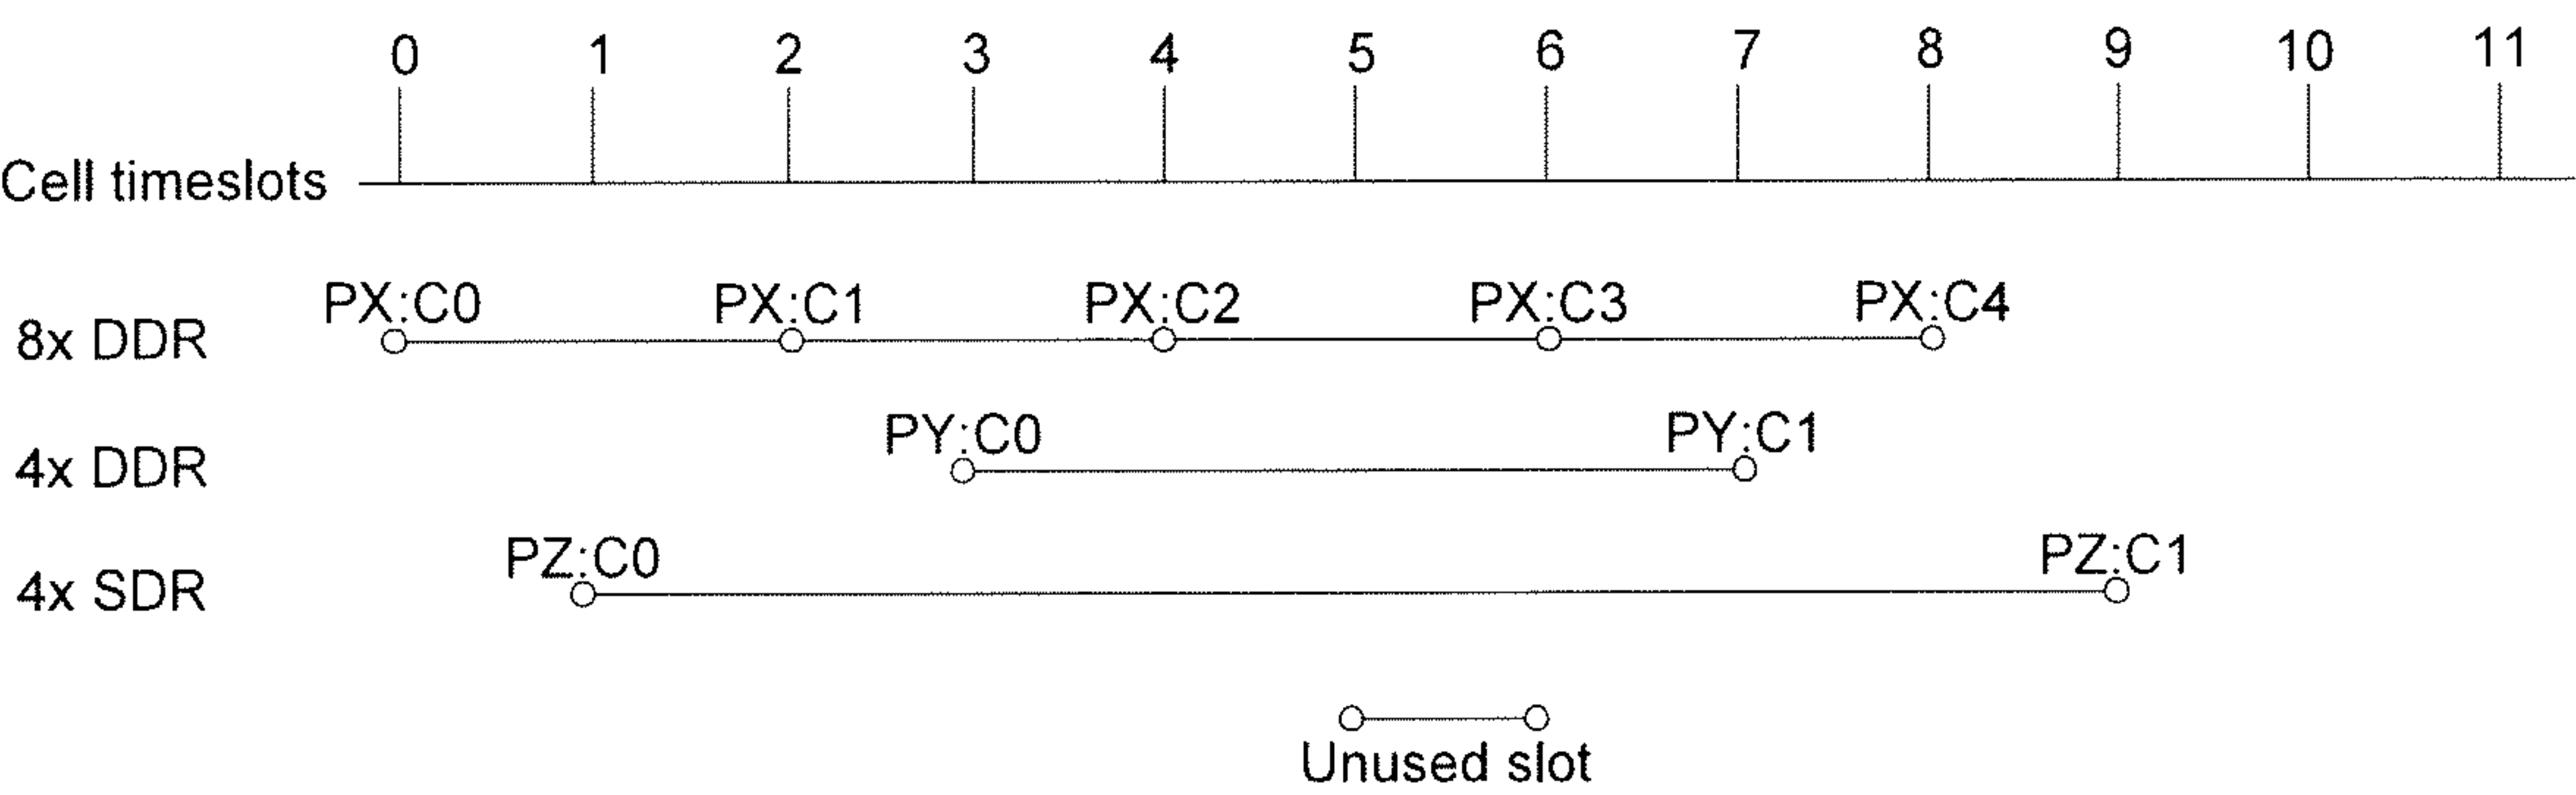 0 1 2 3 4 5 6 7 8 9 10 11
Cell timeslots
PX:C0 PX:C1 PX:C2 PX:C3 PX:C4
8x DDR
PY:C0 PY:C1
4x DDR
PZ:C0 PZ:C1
4x SDR
Unused slot